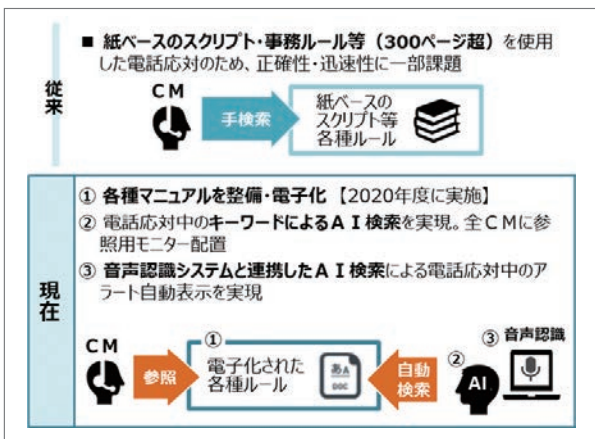 従来
■ 紙ベースのスクリプト・事務ルール等（300ページ超）を使用
した電話応対のため、正確性・迅速性に一部課題
CM
手検索
紙ベースの
スクリプト等
各種ルール
現在
① 各種マニュアルを整備・電子化 【2020年度に実施】
② 電話応対中のキーワードによるＡＩ検索を実現。全ＣＭに参
照用モニター配置
③ 音声認識システムと連携したＡＩ検索による電話応対中のア
ラート自動表示を実現
CM
参照
①
電子化された
各種ルール
あA
DOC
自動
検索
②
AI
③ 音声認識